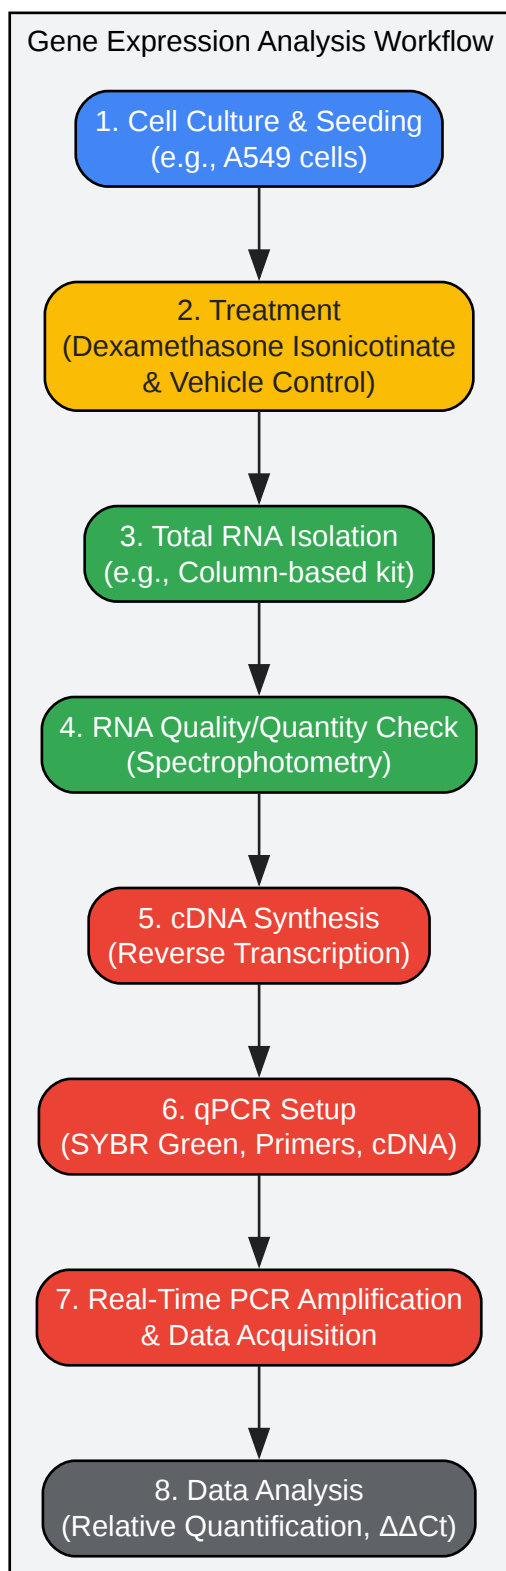 Gene Expression Analysis Workflow
1. Cell Culture & Seeding
(e.g., A549 cells)
2. Treatment
(Dexamethasone Isonicotinate
& Vehicle Control)
3. Total RNA Isolation
(e.g., Column-based kit)
4. RNA Quality/Quantity Check
(Spectrophotometry)
5. cDNA Synthesis
(Reverse Transcription)
6. qPCR Setup
(SYBR Green, Primers, cDNA)
7. Real-Time PCR Amplification
& Data Acquisition
8. Data Analysis
(Relative Quantification, ΔΔCt)